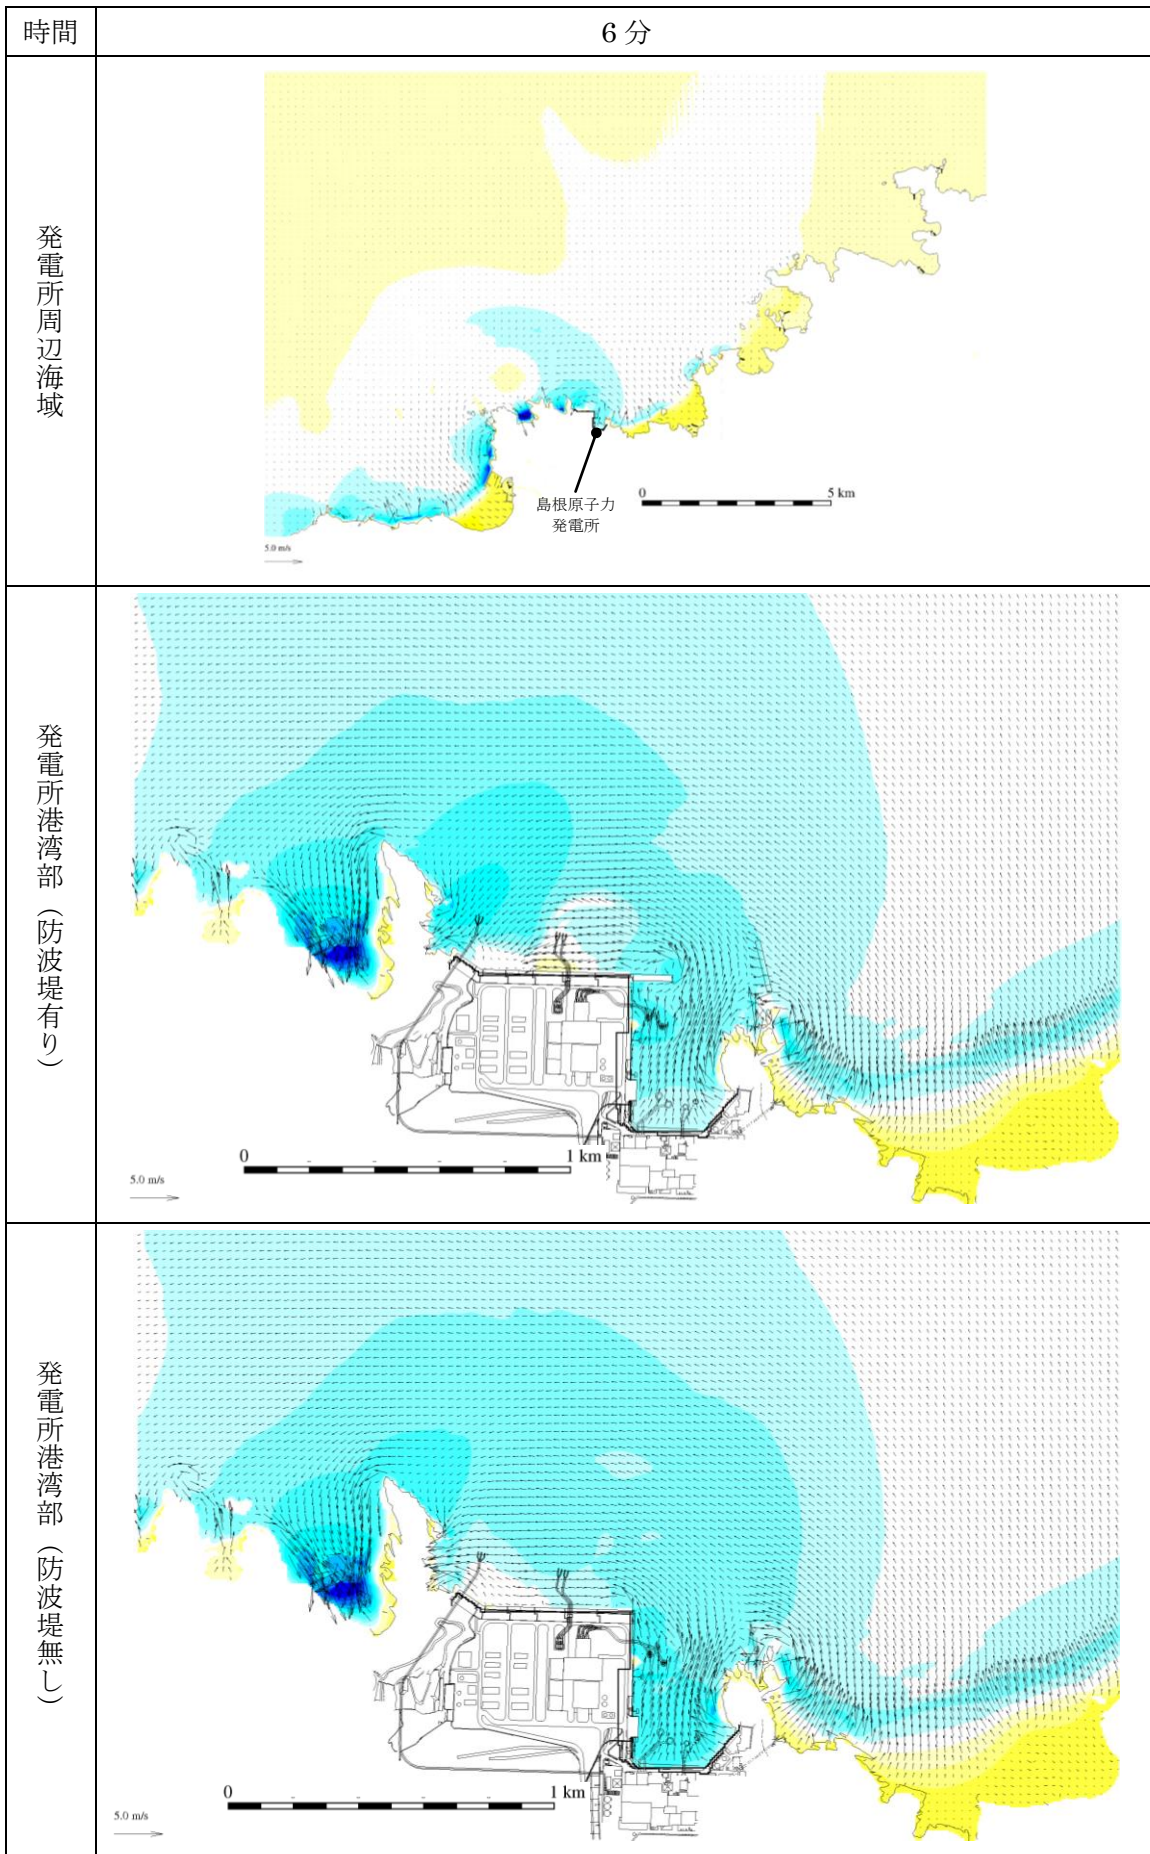 時間
6分
発電所周辺海域
島根原子力
発電所
0 5 km
5.0 m/s
発電所港湾部（防波堤有り）
0 1 km
5.0 m/s
発電所港湾部（防波堤無し）
0 1 km
5.0 m/s